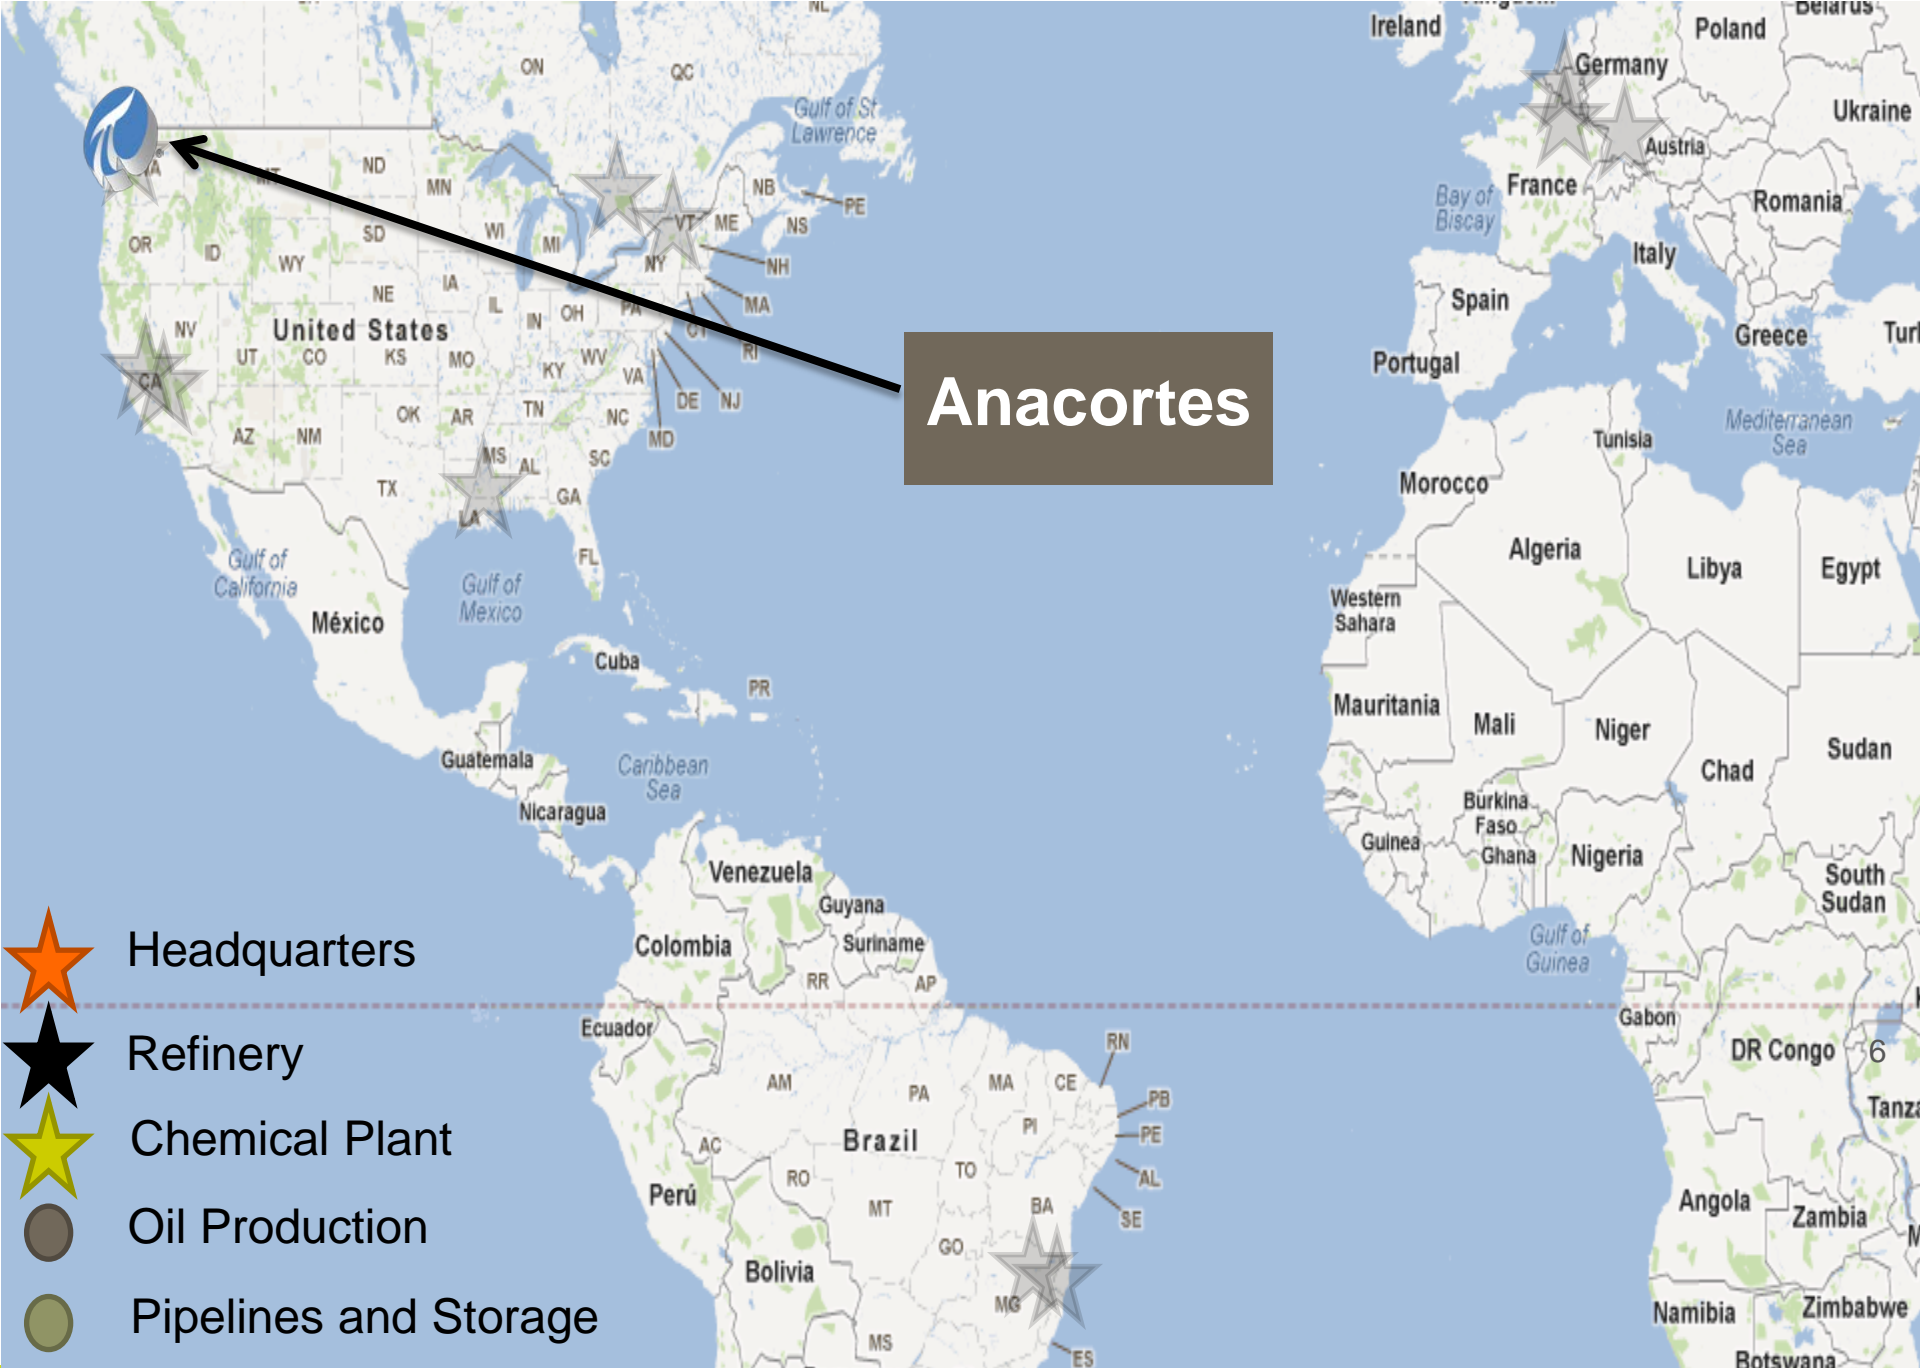 NL
Ireland
Poland
Belarus
Germany
Ukraine
ON
QC
Gulf of St
Lawrence
Austria
WA
MT
ND
MN
NB
PE
France
Bay of
Biscay
Romania
OR
ID
SD
WI
MI
VT
ME
NS
WY
NY
NH
Italy
NE
IA
IL
IN
OH
PA
MA
Spain
NV
United States
CT
RI
Greece
UT
CO
KS
MO
KY
WV
VA
Portugal
CA
Anacortes
DE
NJ
OK
AR
TN
NC
MD
Mediterranean
Sea
Tunisia
AZ
NM
MS
AL
SC
TX
GA
LA
Morocco
Gulf of
California
FL
Gulf of
Mexico
Algeria
Libya
Egypt
México
Western
Sahara
Cuba
PR
Mauritania
Mali
Niger
Sudan
Guatemala
Caribbean
Sea
Chad
Nicaragua
Burkina
Faso
Guinea
Ghana
Nigeria
Venezuela
South
Sudan
Guyana
Colombia
Suriname
Gulf of
Guinea
Headquarters
RR
AP
Ecuador
Gabon
RN
DR Congo
6
Refinery
AM
PA
MA
CE
PB
Chemical Plant
AC
Brazil
PI
PE
RO
TO
AL
Perú
MT
BA
SE
Angola
Zambia
Oil Production
GO
Bolivia
MG
Pipelines and Storage
Namibia
Zimbabwe
MS
ES
Botswana